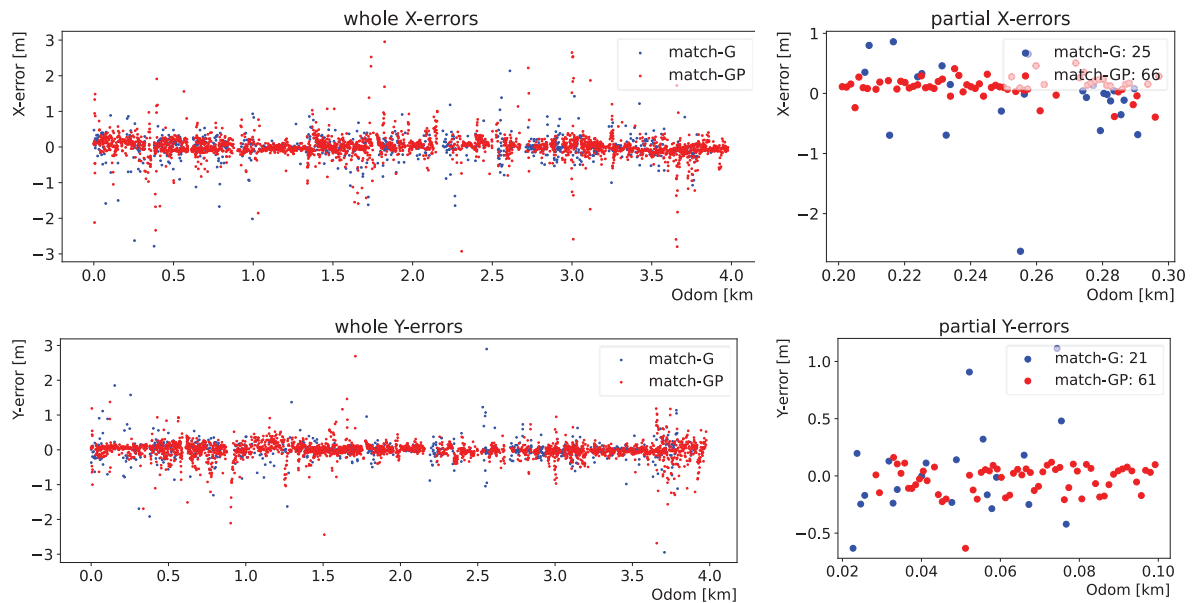 whole X-errors
X-error [m]
3
2
1
0
−1
−2
−3
match-G
match-GP
0.0 0.5 1.0 1.5 2.0 2.5 3.0 3.5 4.0
Odom [km
partial X-errors
X-error [m]
1
0
−1
−2
match-G: 25
match-GP: 66
0.20 0.22 0.24 0.26 0.28 0.30
Odom [km]
whole Y-errors
Y-error [m]
3
2
1
0
−1
−2
−3
match-G
match-GP
0.0 0.5 1.0 1.5 2.0 2.5 3.0 3.5 4.0
Odom [km]
partial Y-errors
Y-error [m]
1.0
0.5
0.0
−0.5
match-G: 21
match-GP: 61
0.02 0.04 0.06 0.08 0.10
Odom [km]